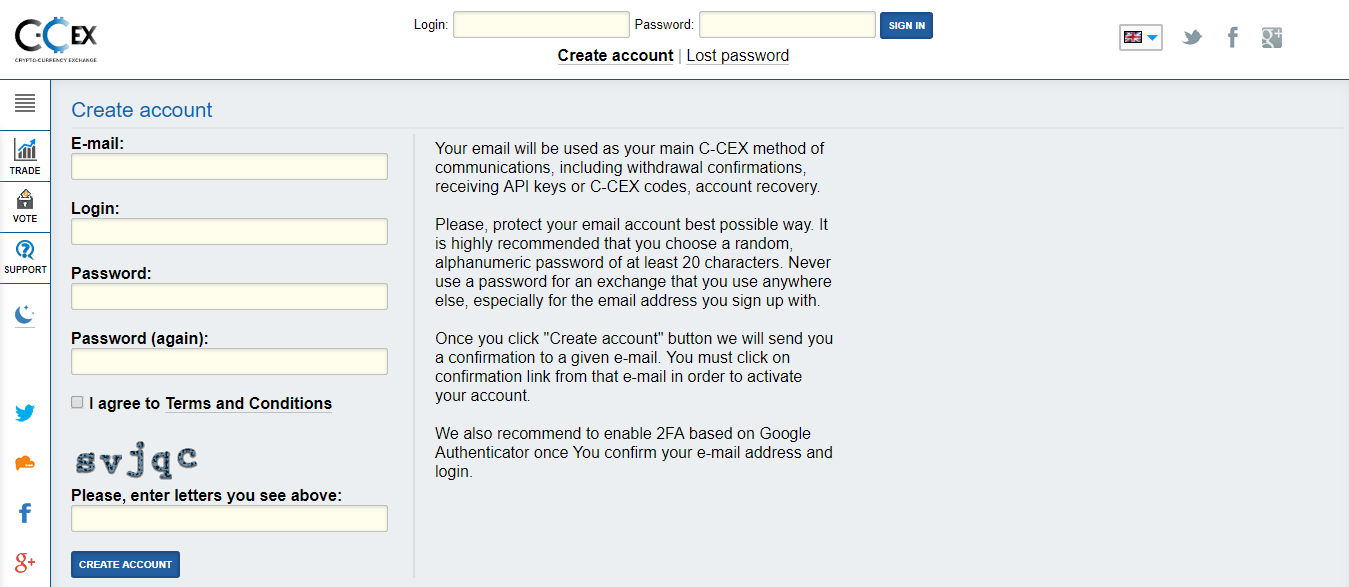 C-CEX
CRYPTO-CURRENCY EXCHANGE
Login:
Password:
SIGN IN
Create account | Lost password
TRADE
VOTE
SUPPORT
Create account
E-mail:
Login:
Password:
Password (again):
I agree to Terms and Conditions
svjqc
Please, enter letters you see above:
CREATE ACCOUNT
Your email will be used as your main C-CEX method of
communications, including withdrawal confirmations,
receiving API keys or C-CEX codes, account recovery.
Please, protect your email account best possible way. It
is highly recommended that you choose a random,
alphanumeric password of at least 20 characters. Never
use a password for an exchange that you use anywhere
else, especially for the email address you sign up with.
Once you click "Create account" button we will send you
a confirmation to a given e-mail. You must click on
confirmation link from that e-mail in order to activate
your account.
We also recommend to enable 2FA based on Google
Authenticator once You confirm your e-mail address and
login.